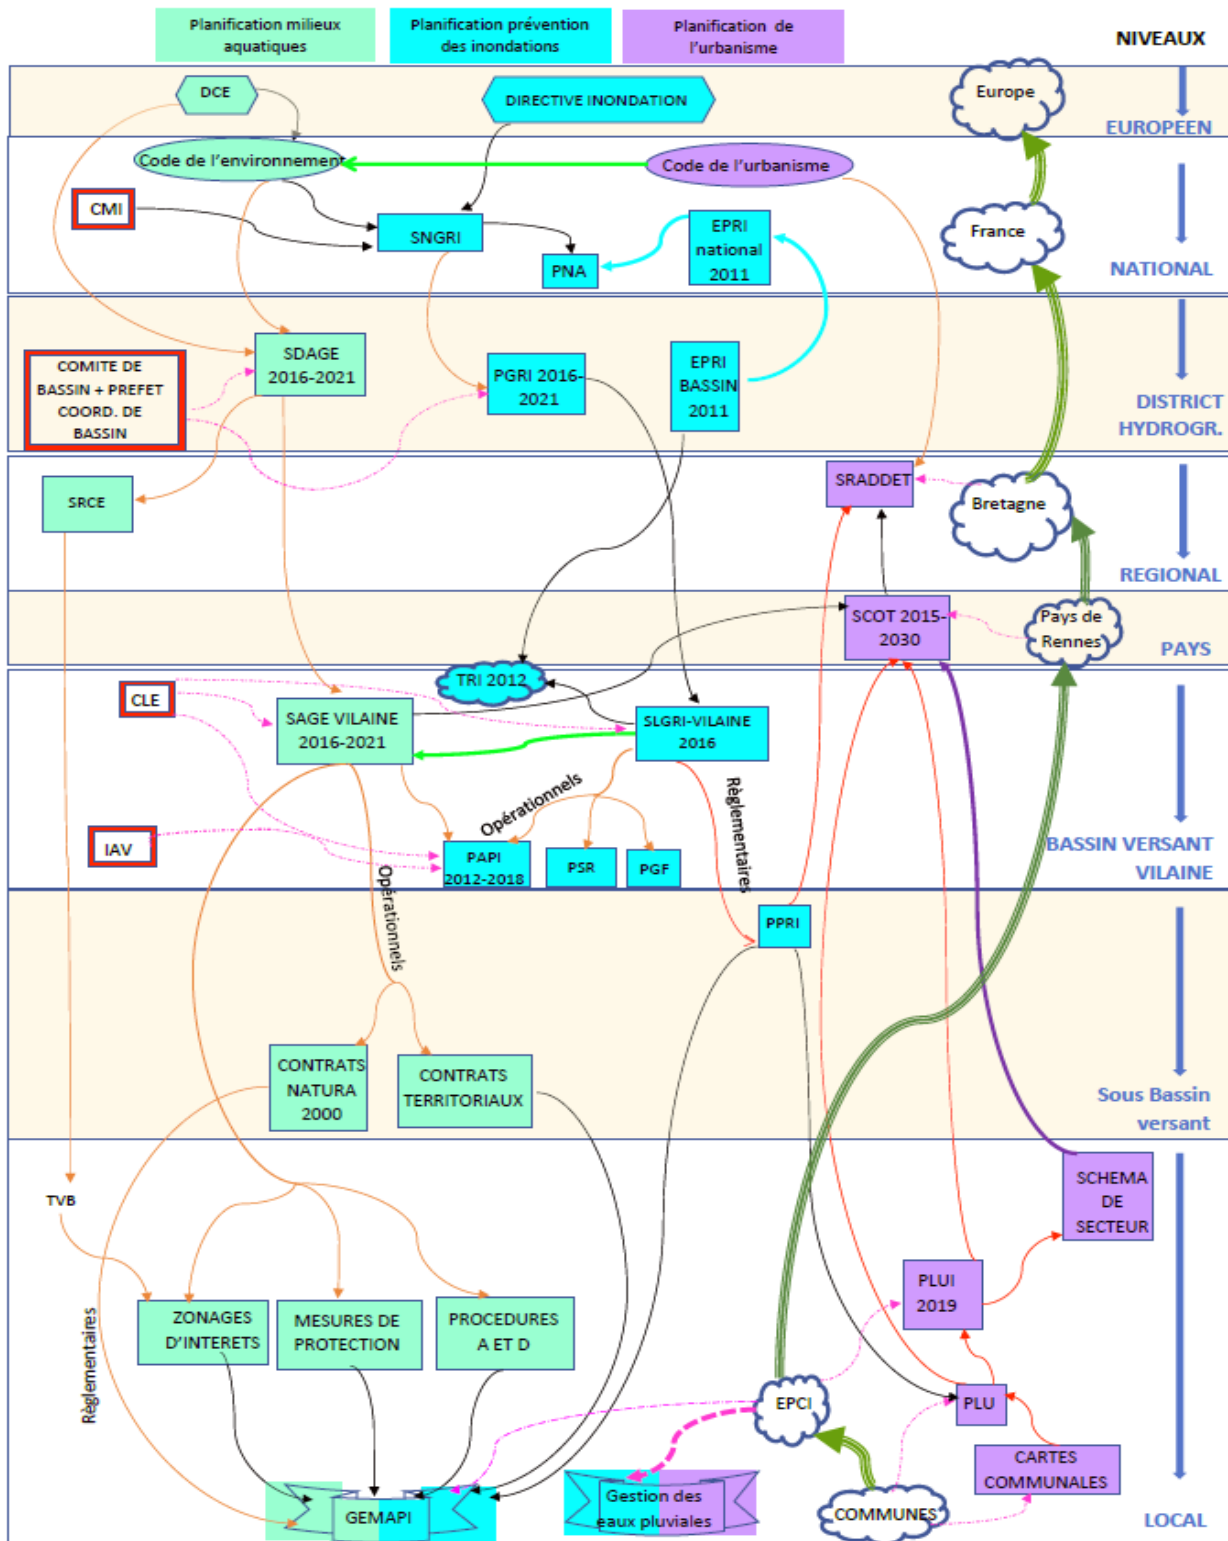 Planification milieux
aquatiques
Planification prévention
des inondations
Planification de
l'urbanisme
NIVEAUX
DCE
DIRECTIVE INONDATION
Europe
EUROPEEN
Code de l'environnement
Code de l'urbanisme
CMI
SNGRI
PNA
EPRI
national
2011
France
NATIONAL
COMITE DE
BASSIN + PREFET
COORD. DE
BASSIN
SDAGE
2016-2021
PGRI 2016-
2021
EPRI
BASSIN
2011
DISTRICT
HYDROGR.
SRCE
SRADDET
Bretagne
REGIONAL
SCOT 2015-
2030
Pays de
Rennes
PAYS
TRI 2012
CLE
SAGE VILAINE
2016-2021
SLGRI-VILAINE
2016
Opérationnels
Règlementaires
IAV
PAPI
2012-2018
PSR
PGF
BASSIN VERSANT
VILAINE
Opérationnels
PPRI
CONTRATS
NATURA
2000
CONTRATS
TERRITORIAUX
Sous Bassin
versant
TVB
SCHEMA
DE
SECTEUR
PLUI
2019
Règlementaires
ZONAGES
D'INTERETS
MESURES DE
PROTECTION
PROCEDURES
A ET D
EPCI
PLU
CARTES
COMMUNALES
GEMAPI
Gestion des
eaux pluviales
COMMUNES
LOCAL